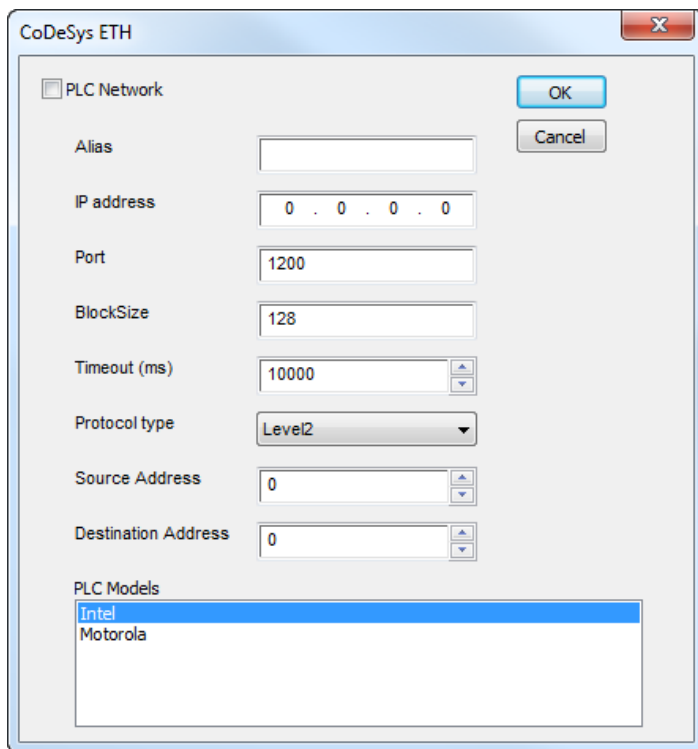 CoDeSys ETH
PLC Network
OK
Cancel
Alias
IP address 0 . 0 . 0 . 0
Port 1200
BlockSize 128
Timeout (ms) 10000
Protocol type Level2
Source Address 0
Destination Address 0
PLC Models
Intel
Motorola